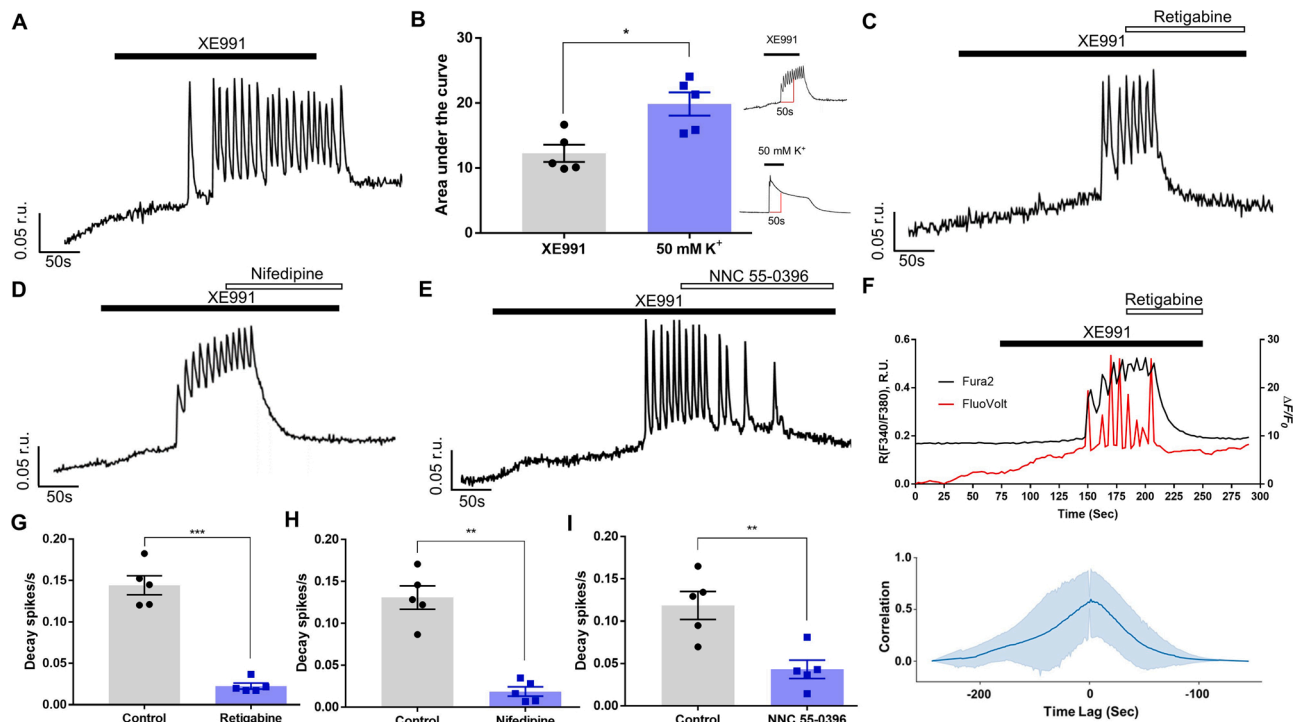 A
XE991
0.05 r.u.
50s
B
Area under the curve
30
20
10
0
*
XE991
50 mM K⁺
XE991
50s
50 mM K⁺
50s
C
Retigabine
XE991
0.05 r.u.
50s
D
Nifedipine
XE991
0.05 r.u.
50s
E
NNC 55-0396
XE991
0.05 r.u.
50s
F
Retigabine
XE991
R(F340/F380), R.U.
0.6
0.4
0.2
0.0
Fura2
FluoVolt
30
20
10
0
ΔF/F₀
0 25 50 75 100 125 150 175 200 225 250 275 300
Time (Sec)
Correlation
1.0
0.5
0.0
-200 0 -100
Time Lag (Sec)
G
Decay spikes/s
0.20
0.15
0.10
0.05
0.00
***
Control Retigabine
H
Decay spikes/s
0.20
0.15
0.10
0.05
0.00
**
Control Nifedipine
I
Decay spikes/s
0.20
0.15
0.10
0.05
0.00
**
Control NNC 55-0396